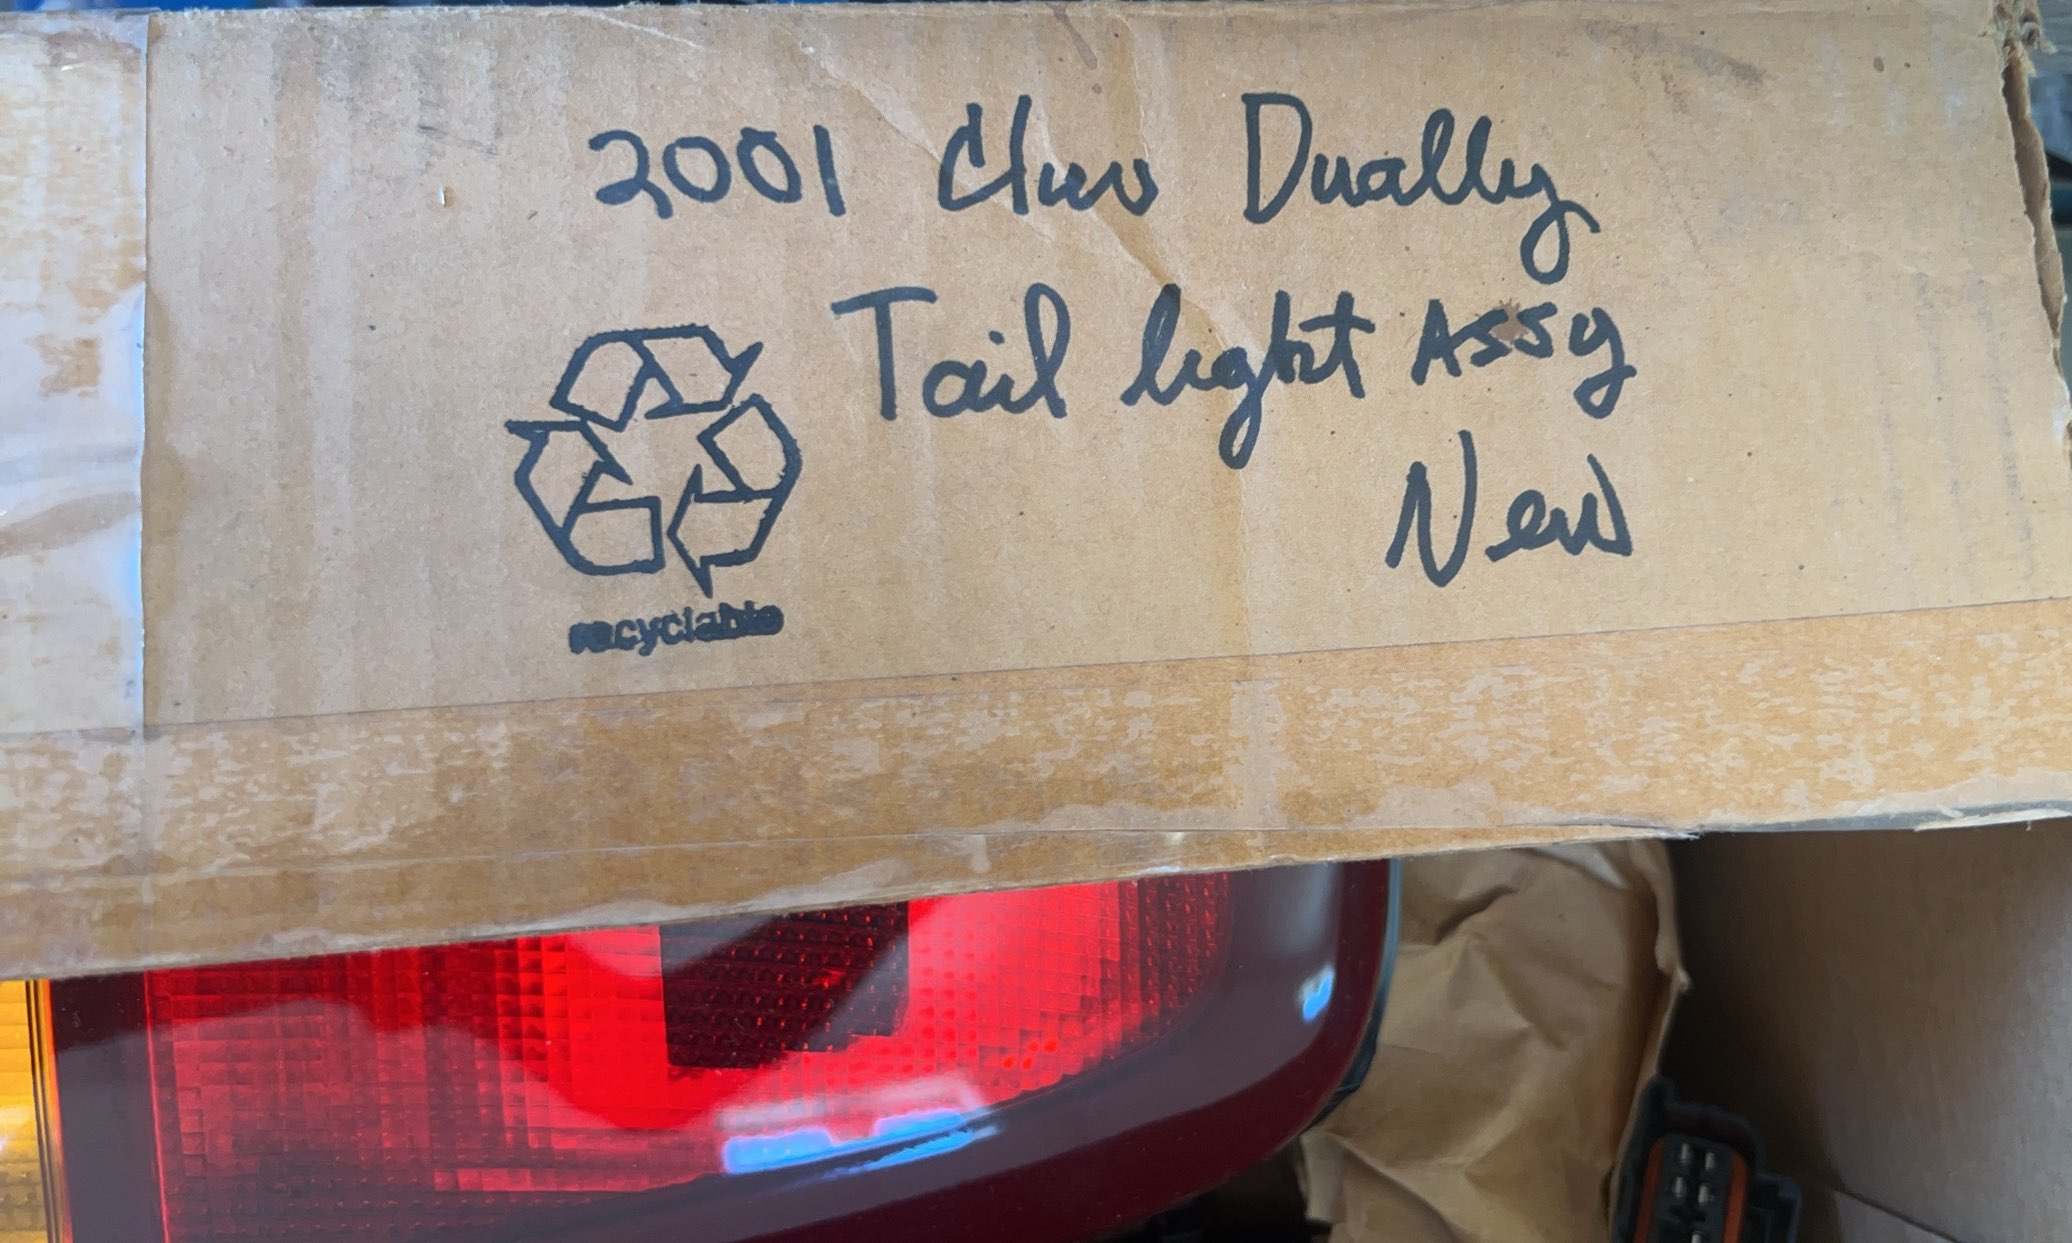 2001 Chev Dually
Tail light Assy
New
recyclable